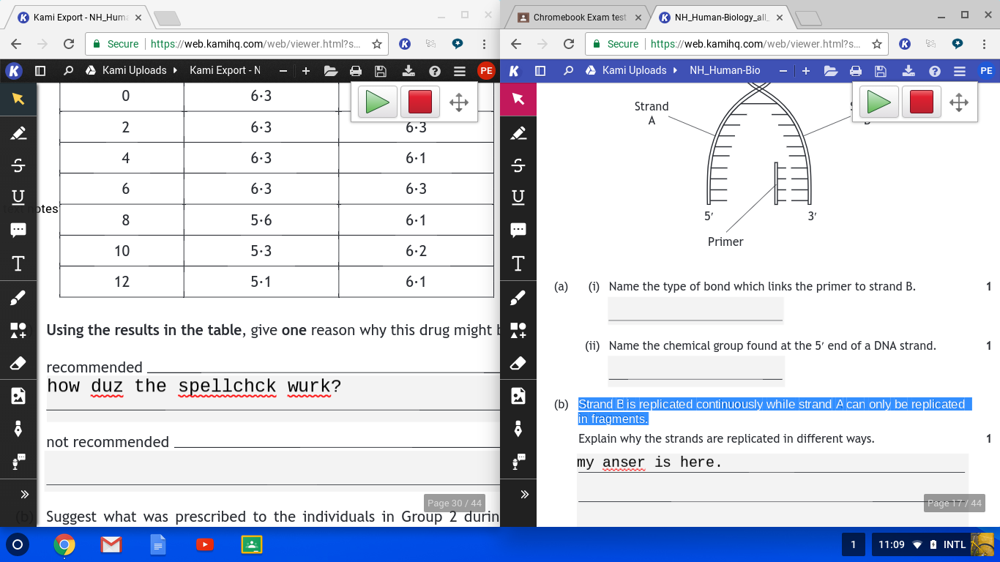 Kami Export - NH_Huma
Secure https://web.kamihq.com/web/viewer.html?s...
Kami Uploads Kami Export - N PE
0 6·3
2 6·3 6·3
4 6·3 6·1
6 6·3 6·3
notes
8 5·6 6·1
10 5·3 6·2
12 5·1 6·1
Using the results in the table, give one reason why this drug might b
recommended
how duz the spellchck wurk?
not recommended
Page 30 / 44
(b) Suggest what was prescribed to the individuals in Group 2 durin
Chromebook Exam test NH_Human-Biology_all_
Secure https://web.kamihq.com/web/viewer.html?s...
Kami Uploads NH_Human-Bio PE
Strand
A
5′ 3′
Primer
(a) (i) Name the type of bond which links the primer to strand B. 1
(ii) Name the chemical group found at the 5′ end of a DNA strand. 1
(b) Strand B is replicated continuously while strand A can only be replicated
in fragments.
Explain why the strands are replicated in different ways. 1
my anser is here.
Page 17 / 44
1 11:09 INTL